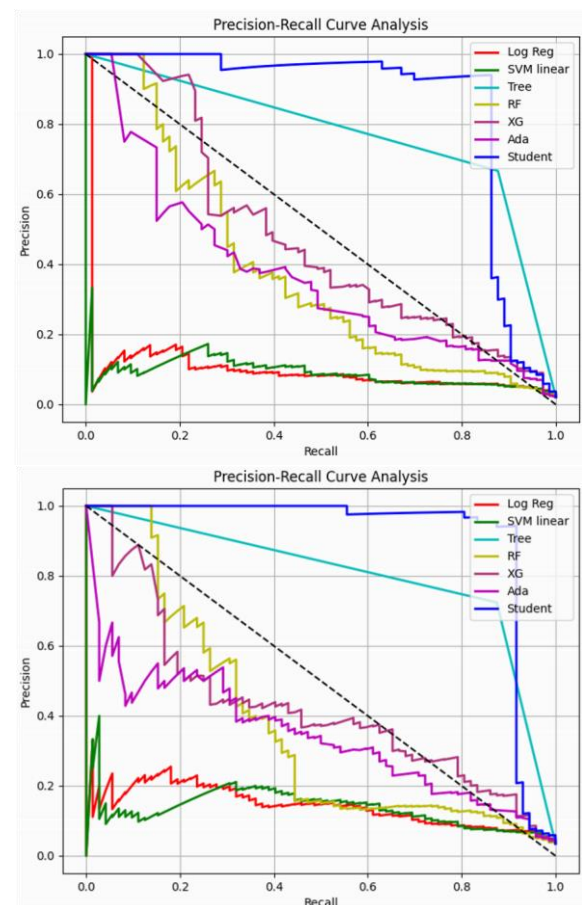 Precision-Recall Curve Analysis
1.0
0.8
0.6
0.4
0.2
0.0
Precision
Log Reg
SVM linear
Tree
RF
XG
Ada
Student
0.0 0.2 0.4 0.6 0.8 1.0
Recall
Precision-Recall Curve Analysis
1.0
0.8
0.6
0.4
0.2
0.0
Precision
Log Reg
SVM linear
Tree
RF
XG
Ada
Student
0.0 0.2 0.4 0.6 0.8 1.0
Recall